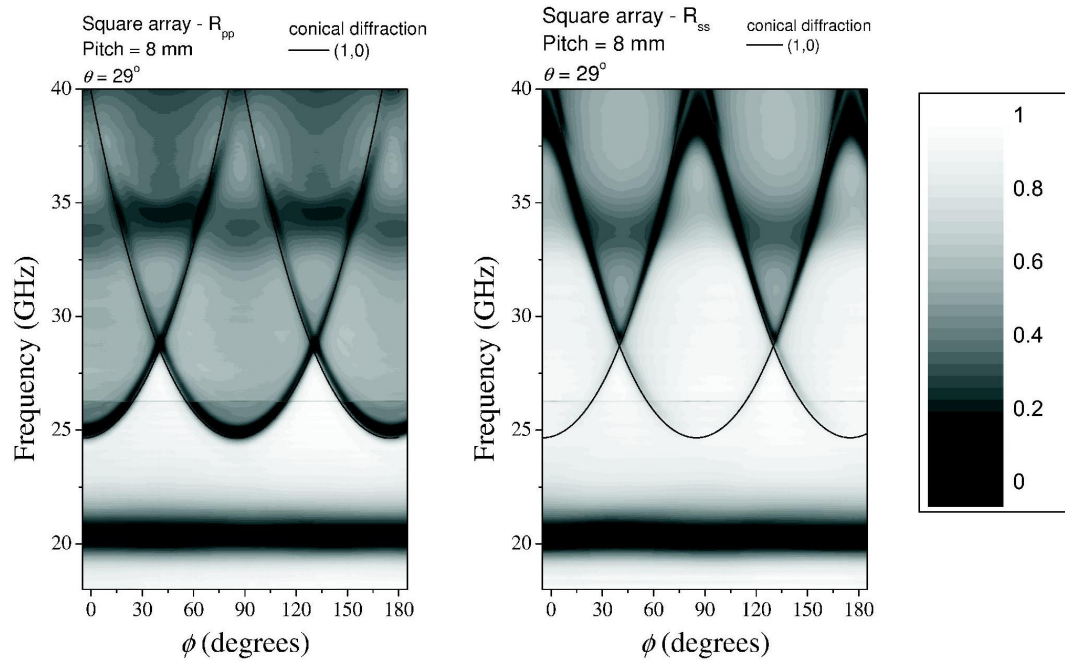 Square array - Rpp
Pitch = 8 mm
θ = 29°
conical diffraction
(1,0)
40
35
30
25
20
Frequency (GHz)
0 30 60 90 120 150 180
ϕ (degrees)
Square array - Rss
Pitch = 8 mm
θ = 29°
conical diffraction
(1,0)
40
35
30
25
20
Frequency (GHz)
0 30 60 90 120 150 180
ϕ (degrees)
1
0.8
0.6
0.4
0.2
0